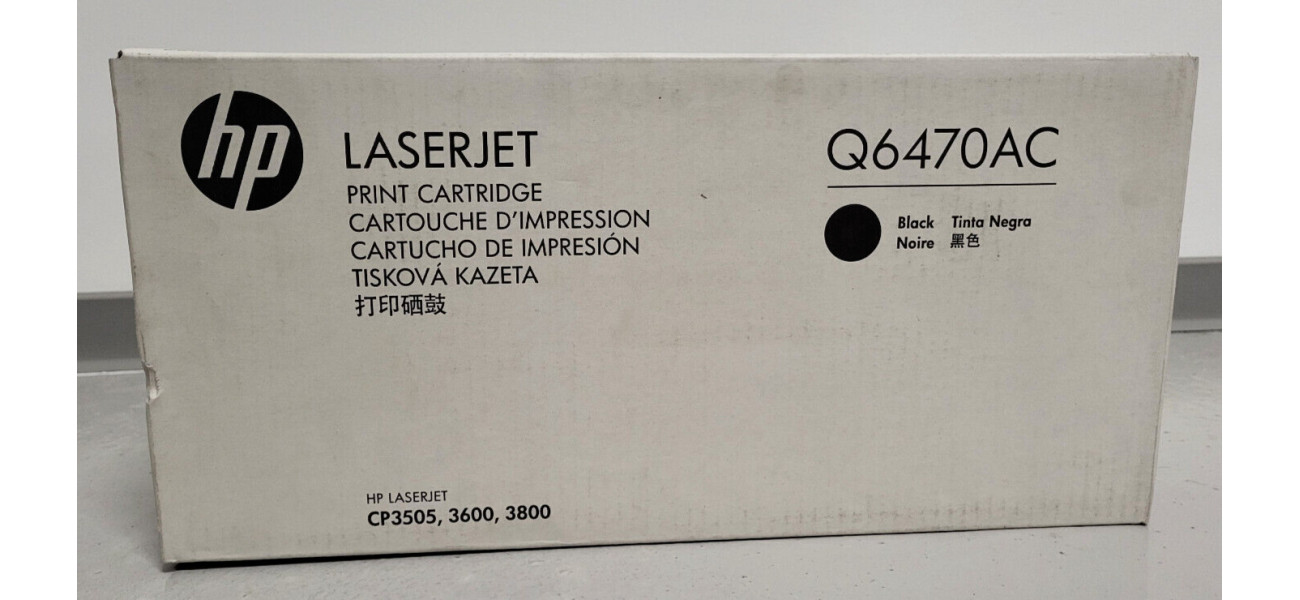 hp
LASERJET
PRINT CARTRIDGE
CARTOUCHE D'IMPRESSION
CARTUCHO DE IMPRESIÓN
TISKOVÁ KAZETA
打印硒鼓
Q6470AC
Black Tinta Negra
Noire 黑色
HP LASERJET
CP3505, 3600, 3800